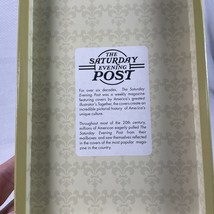 THE
SATURDAY
EVENING
POST
For over six decades, The Saturday
Evening Post was a weekly magazine
featuring covers by America's greatest
illustrator's. Together, the covers create an
incredible pictorial history of America's
unique culture.
Throughout most of the 20th century,
millions of American eagerly pulled The
Saturday Evening Post from their
mailboxes and saw themselves reflected
in the covers of the most popular maga-
zine in the country.